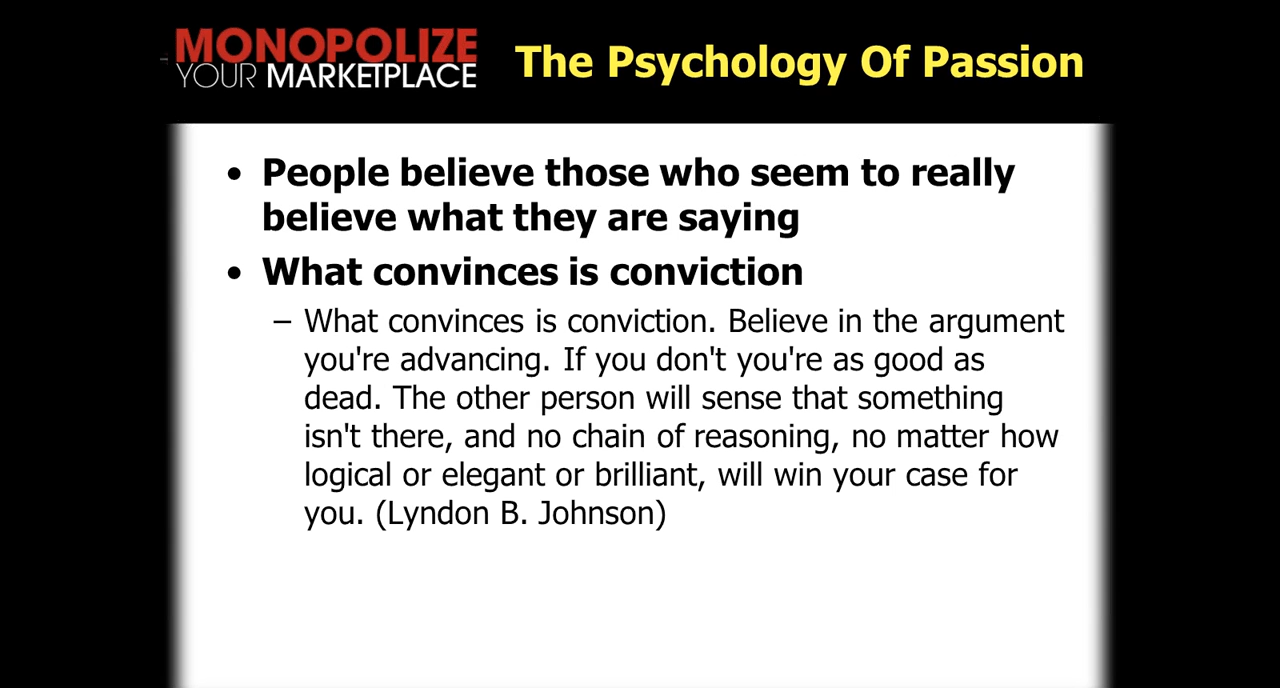 MONOPOLIZE
YOUR MARKETPLACE
The Psychology Of Passion
• People believe those who seem to really
believe what they are saying
• What convinces is conviction
– What convinces is conviction. Believe in the argument
you're advancing. If you don't you're as good as
dead. The other person will sense that something
isn't there, and no chain of reasoning, no matter how
logical or elegant or brilliant, will win your case for
you. (Lyndon B. Johnson)